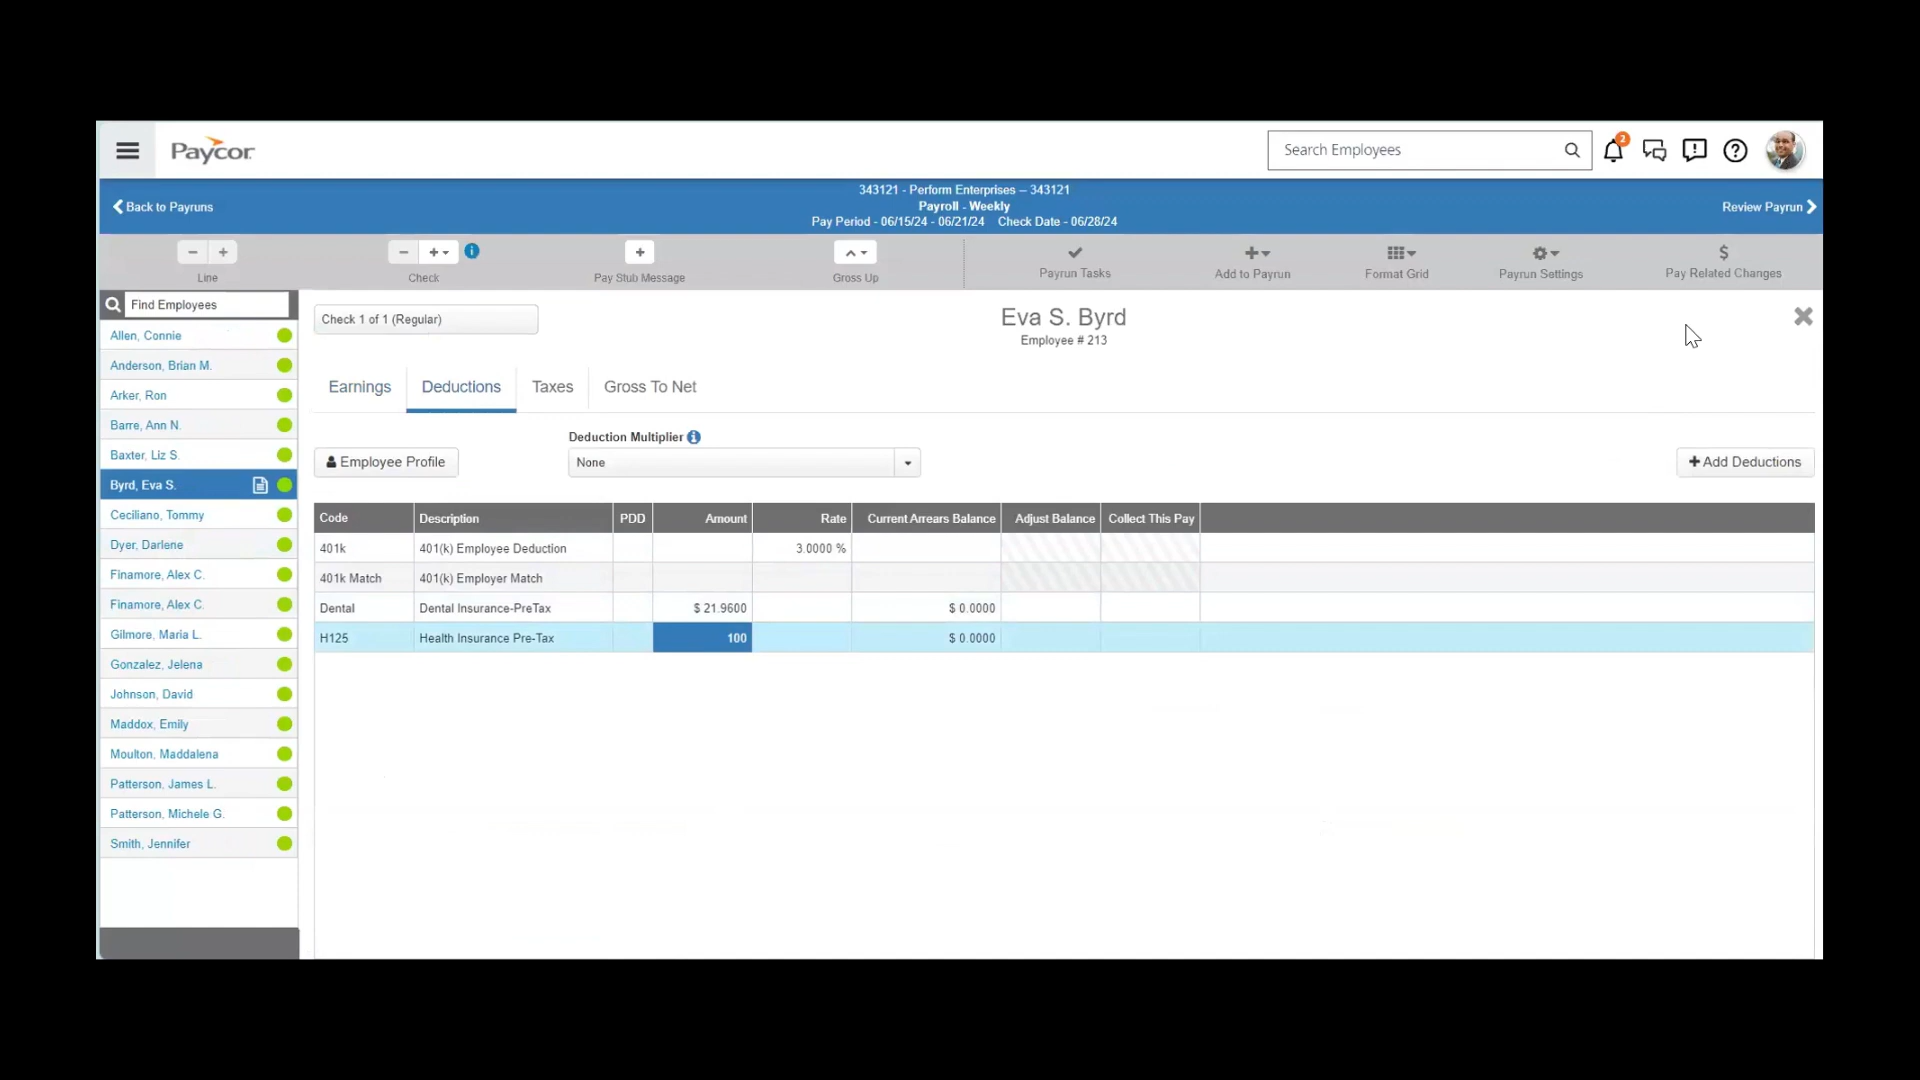 Paycor
Search Employees
2
Back to Payruns
343121 - Perform Enterprises – 343121
Payroll - Weekly
Pay Period - 06/15/24 - 06/21/24 Check Date - 06/28/24
Review Payrun
Line
Check
Pay Stub Message
Gross Up
Payrun Tasks
Add to Payrun
Format Grid
Payrun Settings
$
Pay Related Changes
Find Employees
Allen, Connie
Anderson, Brian M.
Arker, Ron
Barre, Ann N.
Baxter, Liz S.
Byrd, Eva S.
Ceciliano, Tommy
Dyer, Darlene
Finamore, Alex C.
Finamore, Alex C.
Gilmore, Maria L.
Gonzalez, Jelena
Johnson, David
Maddox, Emily
Moulton, Maddalena
Patterson, James L.
Patterson, Michele G.
Smith, Jennifer
Check 1 of 1 (Regular)
Eva S. Byrd
Employee # 213
Earnings Deductions Taxes Gross To Net
Employee Profile
Deduction Multiplier
None
Add Deductions
Code Description PDD Amount Rate Current Arrears Balance Adjust Balance Collect This Pay
401k 401(k) Employee Deduction 3.0000 %
401k Match 401(k) Employer Match
Dental Dental Insurance-PreTax $ 21.9600 $ 0.0000
H125 Health Insurance Pre-Tax 100 $ 0.0000